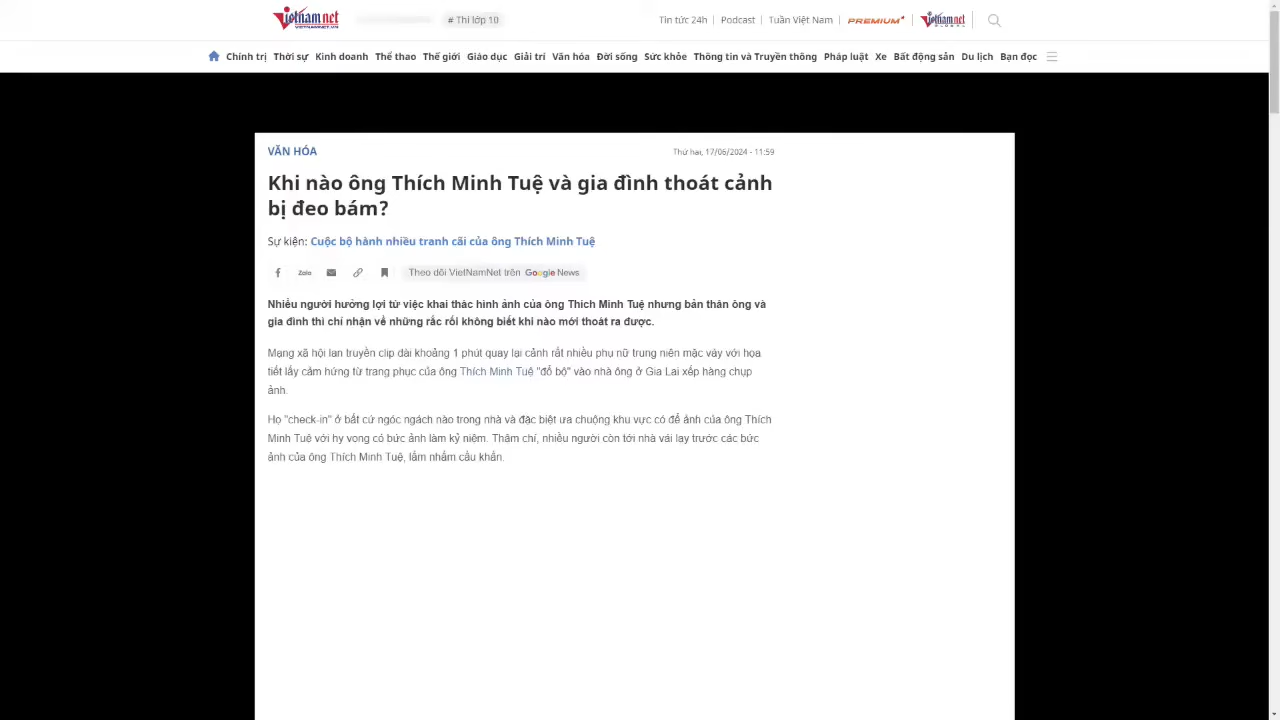 vietnamnet
VIETNAMNET.VN
# Thi lớp 10
Tin tức 24h
Podcast
Tuần Việt Nam
PREMIUM
vietnamnet
GLOBAL
Chính trị Thời sự Kinh doanh Thể thao Thế giới Giáo dục Giải trí Văn hóa Đời sống Sức khỏe Thông tin và Truyền thông Pháp luật Xe Bất động sản Du lịch Bạn đọc
VĂN HÓA
Thứ hai, 17/06/2024 - 11:59
Khi nào ông Thích Minh Tuệ và gia đình thoát cảnh
bị đeo bám?
Sự kiện: Cuộc bộ hành nhiều tranh cãi của ông Thích Minh Tuệ
Zalo
Theo dõi VietNamNet trên Google News
Nhiều người hưởng lợi từ việc khai thác hình ảnh của ông Thích Minh Tuệ nhưng bản thân ông và
gia đình thì chỉ nhận về những rắc rối không biết khi nào mới thoát ra được.
Mạng xã hội lan truyền clip dài khoảng 1 phút quay lại cảnh rất nhiều phụ nữ trung niên mặc váy với họa
tiết lấy cảm hứng từ trang phục của ông Thích Minh Tuệ "đổ bộ" vào nhà ông ở Gia Lai xếp hàng chụp
ảnh.
Họ "check-in" ở bất cứ ngóc ngách nào trong nhà và đặc biệt ưa chuộng khu vực có để ảnh của ông Thích
Minh Tuệ với hy vọng có bức ảnh làm kỷ niệm. Thậm chí, nhiều người còn tới nhà vái lạy trước các bức
ảnh của ông Thích Minh Tuệ, lẩm nhẩm cầu khấn.